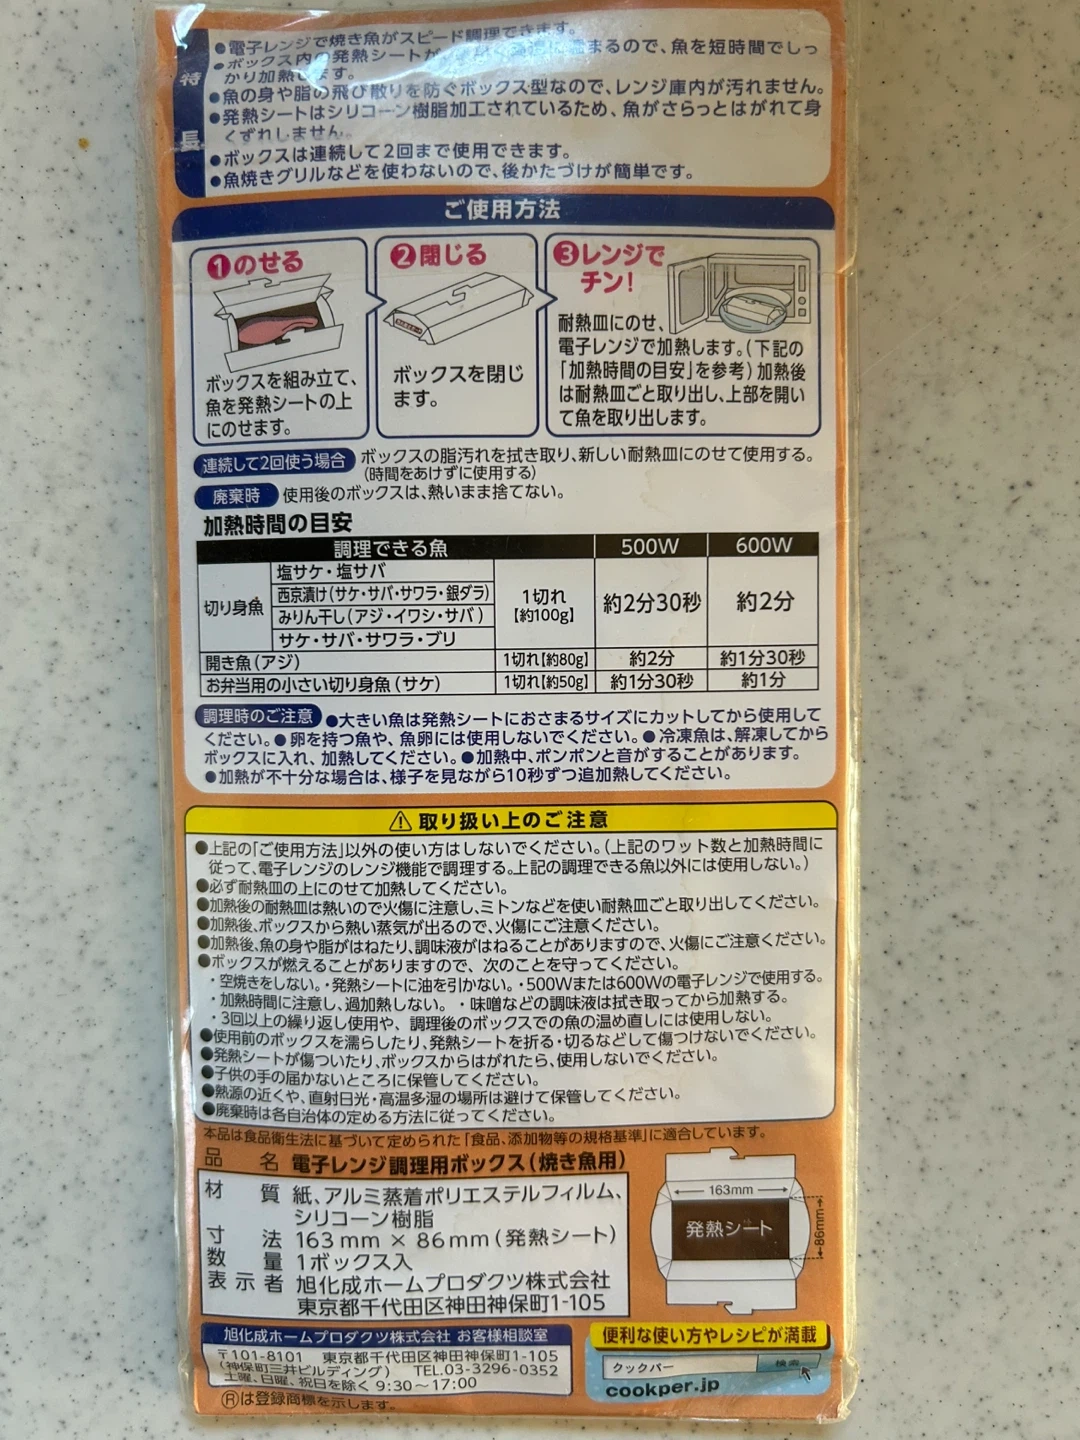 特長
●電子レンジで焼き魚がスピード調理できます。
●ボックス内の発熱シートが まるので、魚を短時間でしっ
かり加熱します。
●魚の身や脂の飛び散りを防ぐボックス型なので、レンジ庫内が汚れません。
●発熱シートはシリコーン樹脂加工されているため、魚がさらっとはがれて身
くずれしません。
●ボックスは連続して2回まで使用できます。
●魚焼きグリルなどを使わないので、後かたづけが簡単です。
ご使用方法
❶のせる
ボックスを組み立て、
魚を発熱シートの上
にのせます。
❷閉じる
ボックスを閉じ
ます。
❸レンジで
チン!
耐熱皿にのせ、
電子レンジで加熱します。(下記の
「加熱時間の目安」を参考)加熱後
は耐熱皿ごと取り出し、上部を開い
て魚を取り出します。
連続して2回使う場合 ボックスの脂汚れを拭き取り、新しい耐熱皿にのせて使用する。
(時間をあけずに使用する)
廃棄時 使用後のボックスは、熱いまま捨てない。
加熱時間の目安
調理できる魚 500W 600W
切り身魚 塩サケ・塩サバ
西京漬け(サケ・サバ・サワラ・銀ダラ)
みりん干し(アジ・イワシ・サバ)
サケ・サバ・サワラ・ブリ
1切れ
[約100g]
約2分30秒 約2分
開き魚(アジ) 1切れ[約80g] 約2分 約1分30秒
お弁当用の小さい切り身魚(サケ) 1切れ[約50g] 約1分30秒 約1分
調理時のご注意 ●大きい魚は発熱シートにおさまるサイズにカットしてから使用して
ください。●卵を持つ魚や、魚卵には使用しないでください。●冷凍魚は、解凍してから
ボックスに入れ、加熱してください。●加熱中、ポンポンと音がすることがあります。
●加熱が不十分な場合は、様子を見ながら10秒ずつ追加熱してください。
⚠取り扱い上のご注意
●上記の「ご使用方法」以外の使い方はしないでください。(上記のワット数と加熱時間に
従って、電子レンジのレンジ機能で調理する。上記の調理できる魚以外には使用しない。)
●必ず耐熱皿の上にのせて加熱してください。
●加熱後の耐熱皿は熱いので火傷に注意し、ミトンなどを使い耐熱皿ごと取り出してください。
●加熱後、ボックスから熱い蒸気が出るので、火傷にご注意ください。
●加熱後、魚の身や脂がはねたり、調味液がはねることがありますので、火傷にご注意ください。
●ボックスが燃えることがありますので、次のことを守ってください。
・空焼きをしない。・発熱シートに油を引かない。・500Wまたは600Wの電子レンジで使用する。
・加熱時間に注意し、過加熱しない。・味噌などの調味液は拭き取ってから加熱する。
・3回以上の繰り返し使用や、調理後のボックスでの魚の温め直しには使用しない。
●使用前のボックスを濡らしたり、発熱シートを折る・切るなどして傷つけないでください。
●発熱シートが傷ついたり、ボックスからはがれたら、使用しないでください。
●子供の手の届かないところに保管してください。
●熱源の近くや、直射日光・高温多湿の場所は避けて保管してください。
●廃棄時は各自治体の定める方法に従ってください。
本品は食品衛生法に基づいて定められた「食品、添加物等の規格基準」に適合しています。
品名 電子レンジ調理用ボックス(焼き魚用)
材質 紙、アルミ蒸着ポリエステルフィルム、
シリコーン樹脂
寸法 163mm×86mm(発熱シート)
数量 1ボックス入
表示者 旭化成ホームプロダクツ株式会社
東京都千代田区神田神保町1-105
163mm
発熱シート
86mm
旭化成ホームプロダクツ株式会社 お客様相談室
〒101-8101 東京都千代田区神田神保町1-105
(神保町三井ビルディング) TEL.03-3296-0352
土曜、日曜、祝日を除く 9:30〜17:00
便利な使い方やレシピが満載
クックパー 検索
cookper.jp
Ⓡは登録商標を示します。